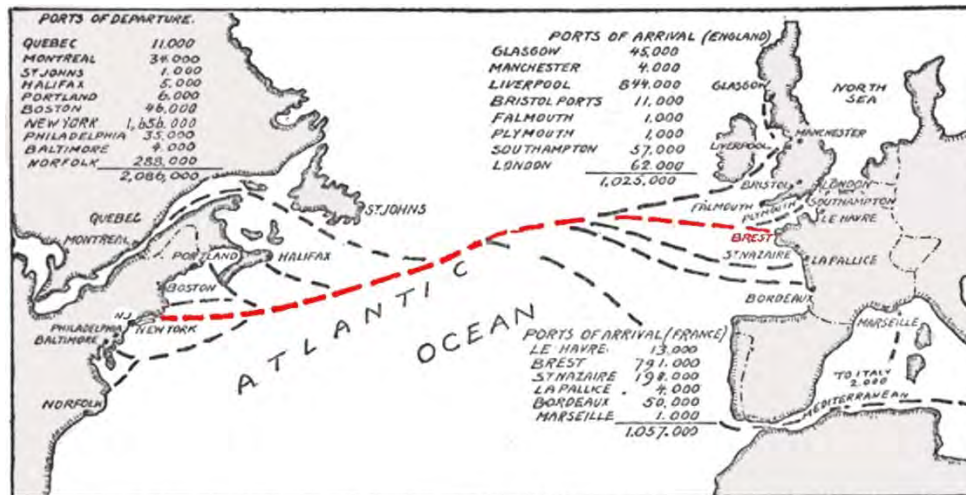 PORTS OF DEPARTURE.
QUEBEC 11.000
MONTREAL 34.000
ST JOHNS 1.000
HALIFAX 5.000
PORTLAND 6.000
BOSTON 46.000
NEW YORK 1,656.000
PHILADELPHIA 35.000
BALTIMORE 4.000
NORFOLK 288.000
2,086,000
PORTS OF ARRIVAL (ENGLAND)
GLASGOW 45,000
MANCHESTER 4.000
LIVERPOOL 844.000
BRISTOL PORTS 11,000
FALMOUTH 1,000
PLYMOUTH 1,000
SOUTHAMPTON 57,000
LONDON 62.000
1,025,000
GLASGOW
NORTH
SEA
MANCHESTER
LIVERPOOL
BRISTOL
LONDON
FALMOUTH
PLYMOUTH
SOUTHAMPTON
LE HAVRE
BREST
ST NAZAIRE
LA PALLICE
BORDEAUX
MARSEILLE
TO ITALY
2.000
MEDITERRANEAN
QUEBEC
MONTREAL
ST. JOHNS
PORTLAND
HALIFAX
BOSTON
N.J.
NEW YORK
PHILADELPHIA
BALTIMORE
NORFOLK
ATLANTIC
OCEAN
PORTS OF ARRIVAL (FRANCE)
LE HAVRE. 13.000
BREST 791.000
ST NAZAIRE 198.000
LA PALLICE . 4.000
BORDEAUX 50,000
MARSEILLE 1.000
1.057.000